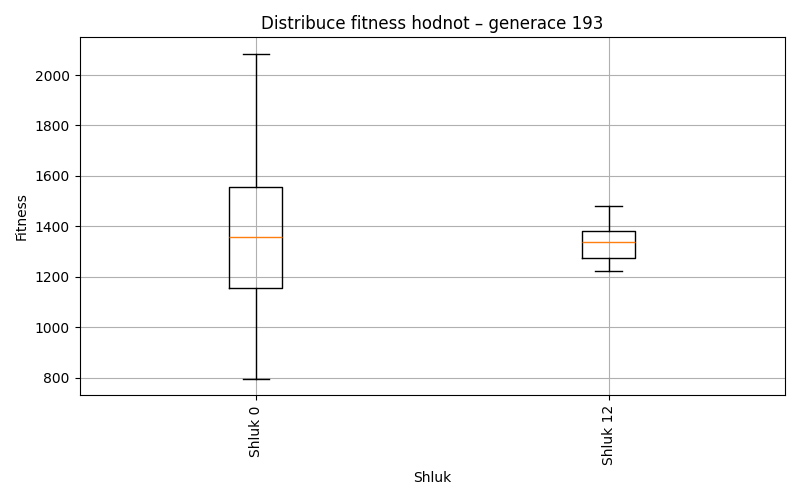 Distribuce fitness hodnot – generace 193
2000
1800
1600
1400
1200
1000
800
Fitness
Shluk 0
Shluk 12
Shluk